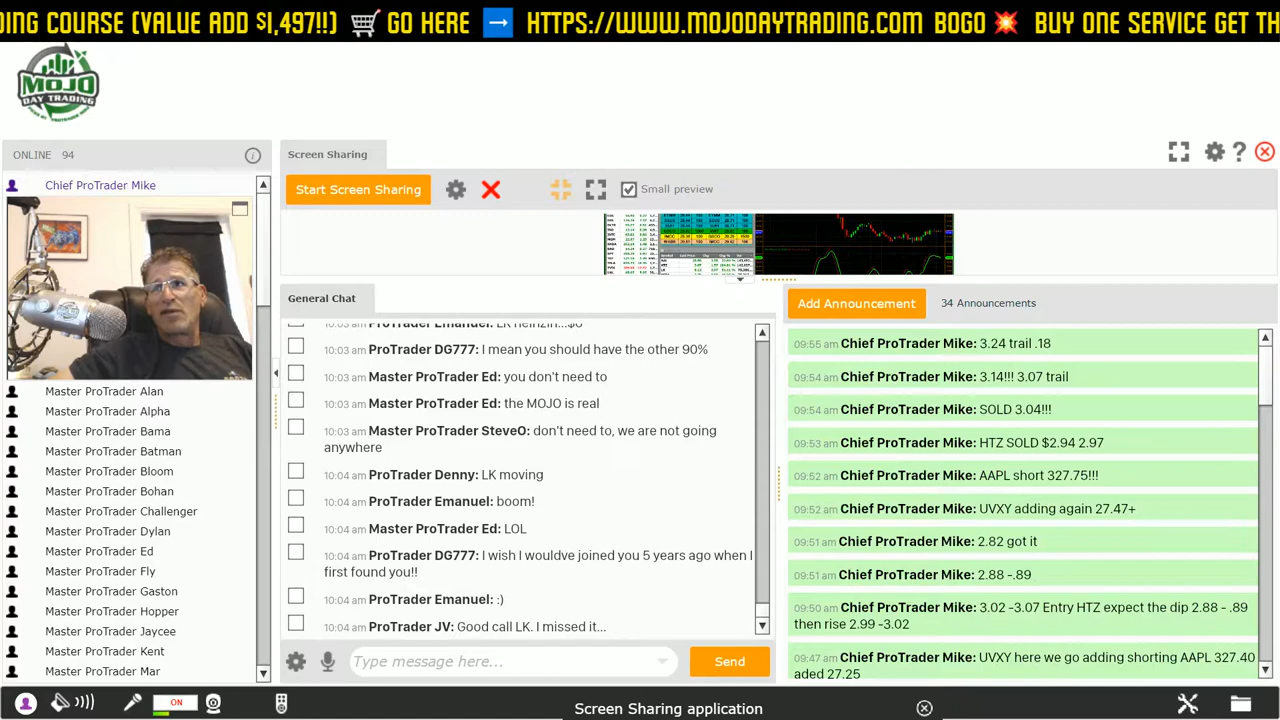 DING COURSE (VALUE ADD $1,497!!) 🛒 GO HERE ➡ HTTPS://WWW.MOJODAYTRADING.COM BOGO 💥 BUY ONE SERVICE GET TH
MOJO
DAY TRADING
ONLINE 94
Screen Sharing
Chief ProTrader Mike
Start Screen Sharing
Small preview
General Chat
Add Announcement
34 Announcements
10:03 am ProTrader Emanuel: LK heinzin...$6
10:03 am ProTrader DG777: I mean you should have the other 90%
10:03 am Master ProTrader Ed: you don't need to
10:03 am Master ProTrader Ed: the MOJO is real
10:03 am Master ProTrader SteveO: don't need to, we are not going
anywhere
10:04 am ProTrader Denny: LK moving
10:04 am ProTrader Emanuel: boom!
10:04 am Master ProTrader Ed: LOL
10:04 am ProTrader DG777: I wish I wouldve joined you 5 years ago when I
first found you!!
10:04 am ProTrader Emanuel: :)
10:04 am ProTrader JV: Good call LK. I missed it...
Type message here...
Send
09:55 am Chief ProTrader Mike: 3.24 trail .18
09:54 am Chief ProTrader Mike: 3.14!!! 3.07 trail
09:54 am Chief ProTrader Mike: SOLD 3.04!!!
09:53 am Chief ProTrader Mike: HTZ SOLD $2.94 2.97
09:52 am Chief ProTrader Mike: AAPL short 327.75!!!
09:52 am Chief ProTrader Mike: UVXY adding again 27.47+
09:51 am Chief ProTrader Mike: 2.82 got it
09:51 am Chief ProTrader Mike: 2.88 -.89
09:50 am Chief ProTrader Mike: 3.02 -3.07 Entry HTZ expect the dip 2.88 - .89
then rise 2.99 -3.02
09:47 am Chief ProTrader Mike: UVXY here we go adding shorting AAPL 327.40
aded 27.25
Master ProTrader Alan
Master ProTrader Alpha
Master ProTrader Bama
Master ProTrader Batman
Master ProTrader Bloom
Master ProTrader Bohan
Master ProTrader Challenger
Master ProTrader Dylan
Master ProTrader Ed
Master ProTrader Fly
Master ProTrader Gaston
Master ProTrader Hopper
Master ProTrader Jaycee
Master ProTrader Kent
Master ProTrader Mar
ON
Screen Sharing application